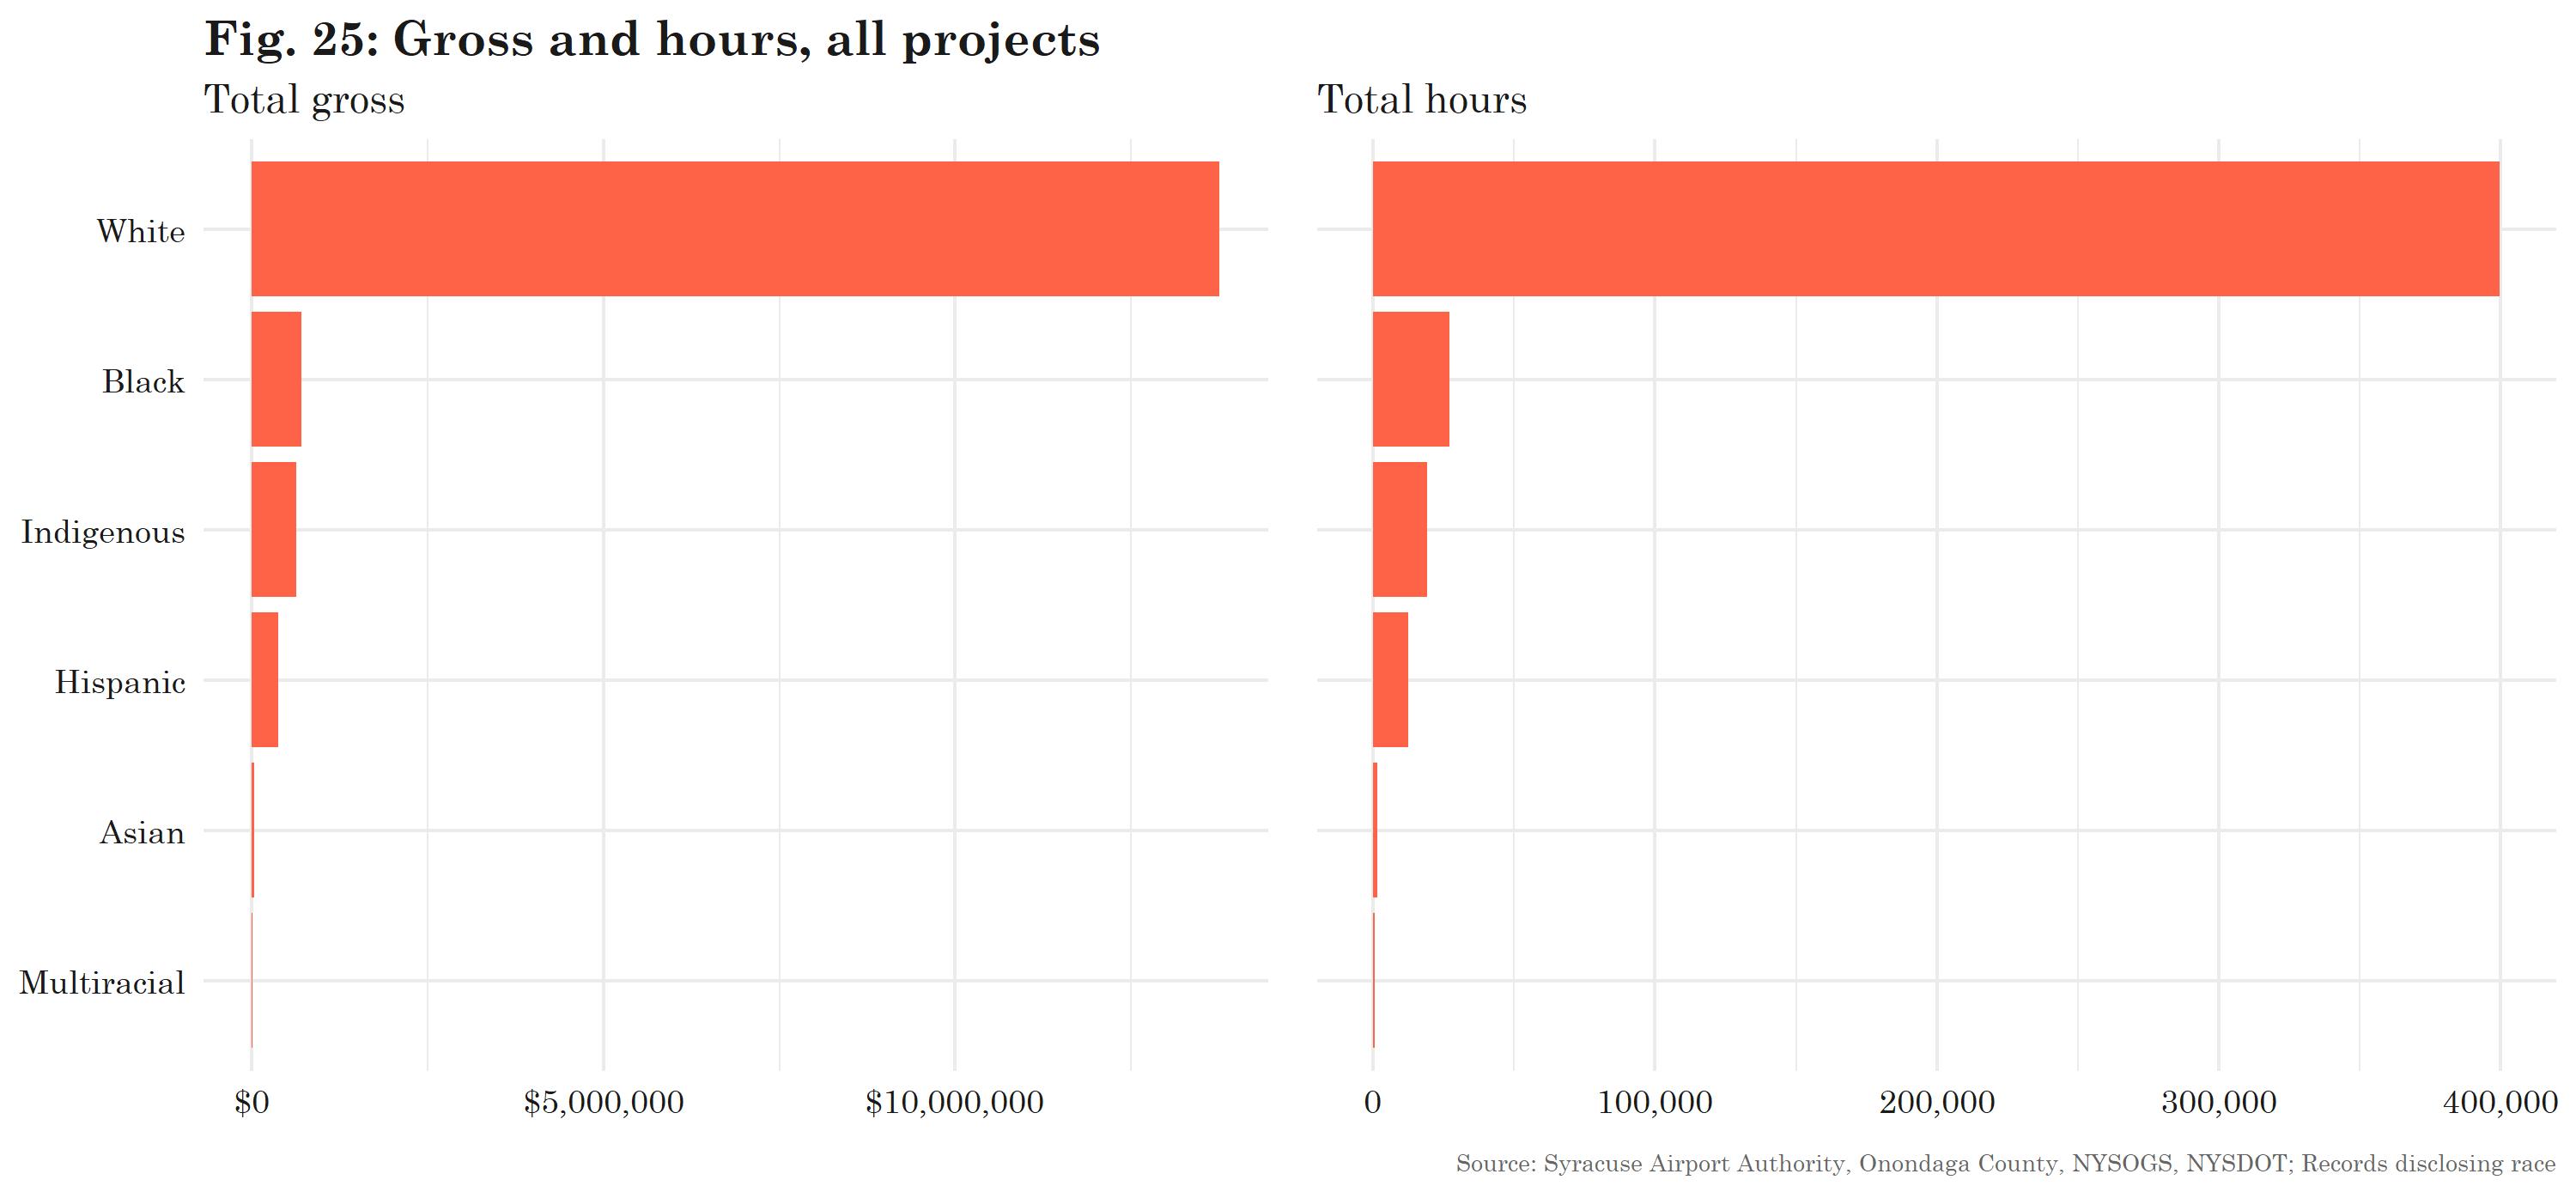 Fig. 25: Gross and hours, all projects
Total gross
Total hours
White
Black
Indigenous
Hispanic
Asian
Multiracial
$0 $5,000,000 $10,000,000
0 100,000 200,000 300,000 400,000
Source: Syracuse Airport Authority, Onondaga County, NYSOGS, NYSDOT; Records disclosing race